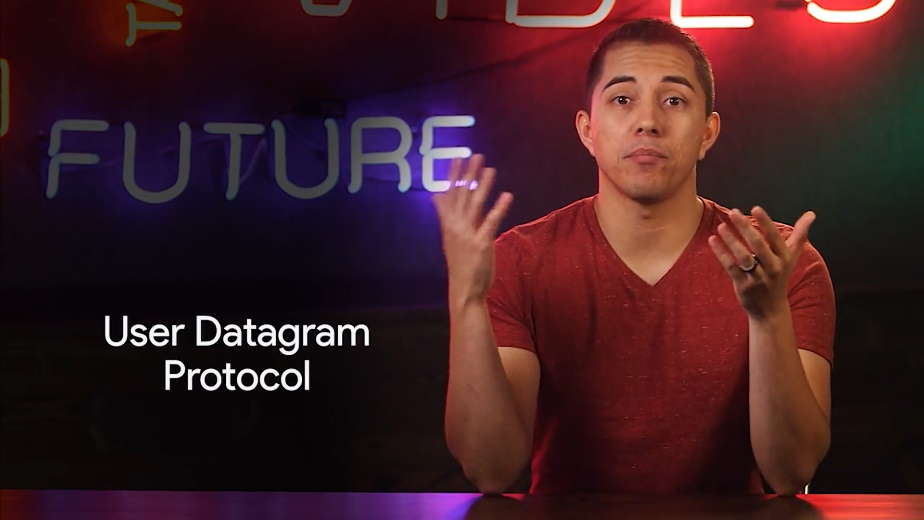 FUTURE
User Datagram
Protocol